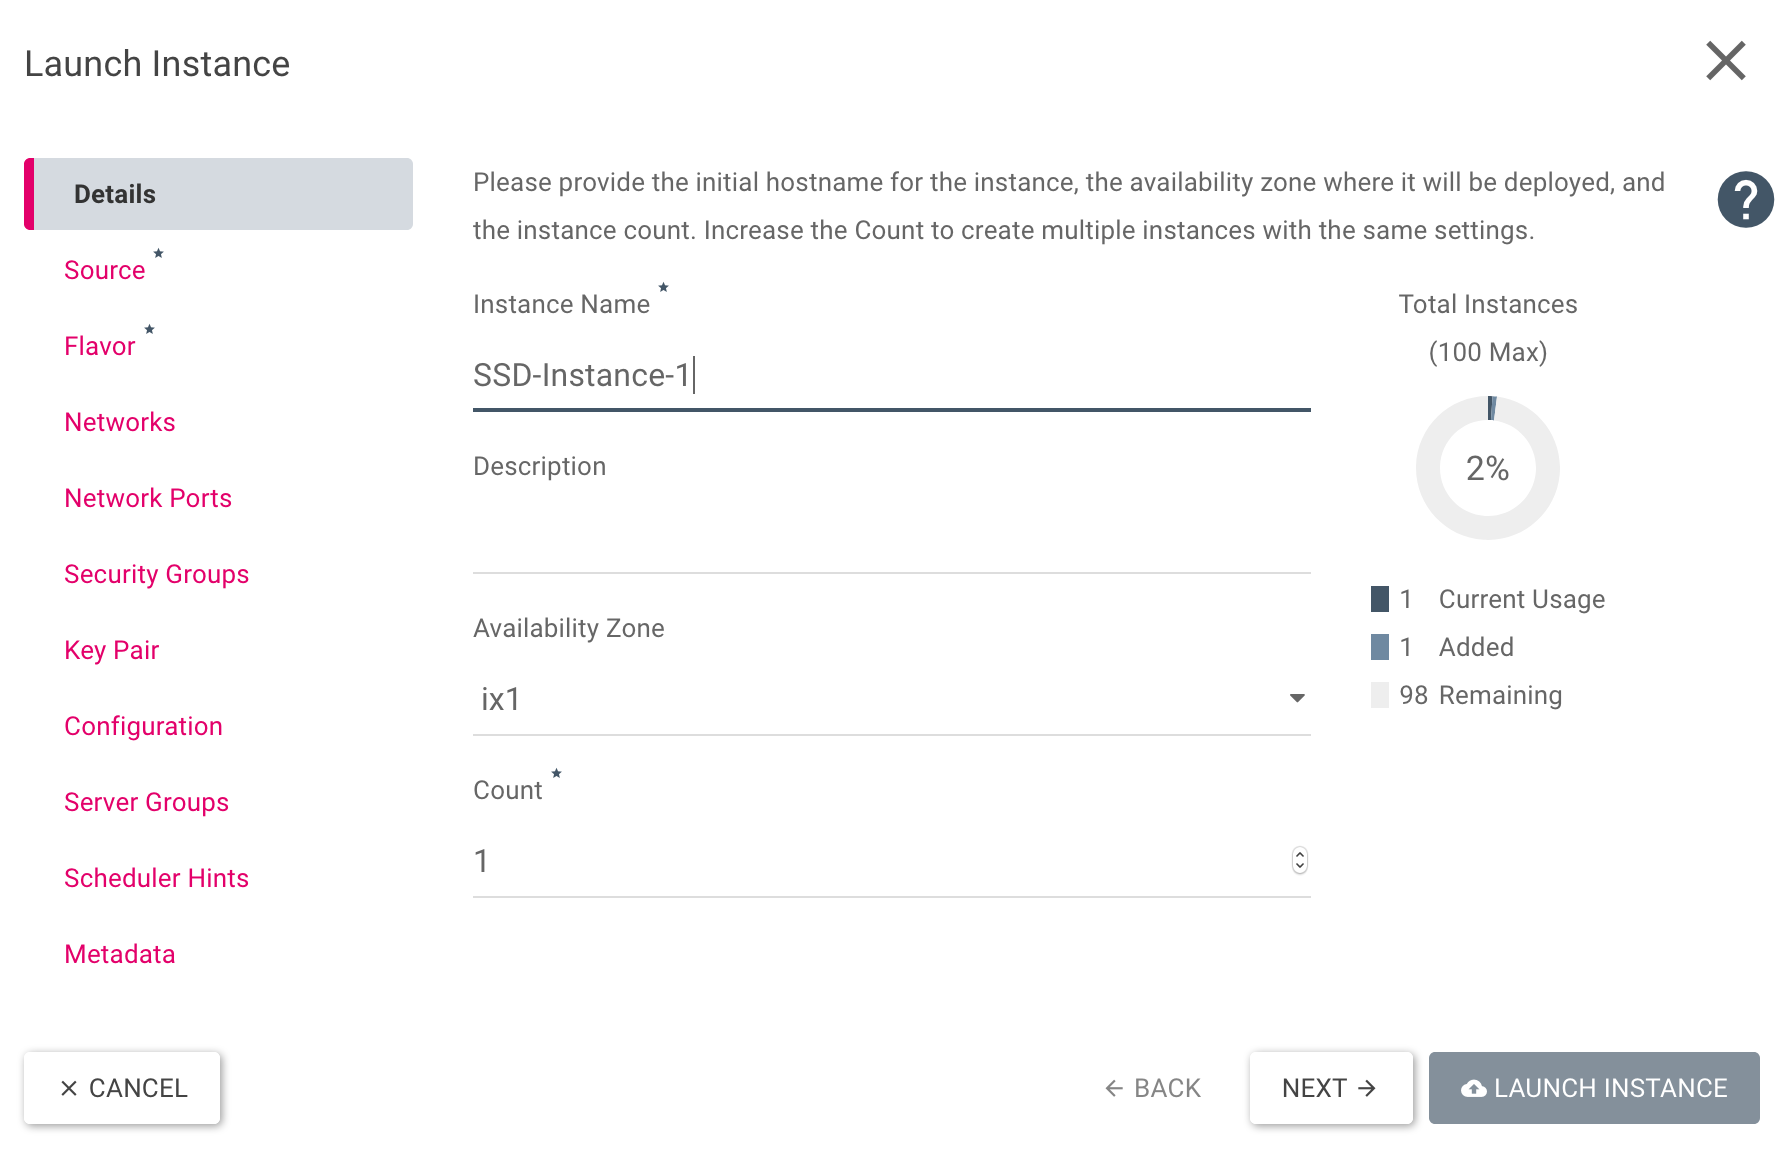 Launch Instance
Details
Source *
Flavor *
Networks
Network Ports
Security Groups
Key Pair
Configuration
Server Groups
Scheduler Hints
Metadata
Please provide the initial hostname for the instance, the availability zone where it will be deployed, and
the instance count. Increase the Count to create multiple instances with the same settings.
?
Instance Name *
SSD-Instance-1
Description
Availability Zone
ix1
Count *
1
Total Instances
(100 Max)
2%
1 Current Usage
1 Added
98 Remaining
× CANCEL
← BACK
NEXT →
LAUNCH INSTANCE